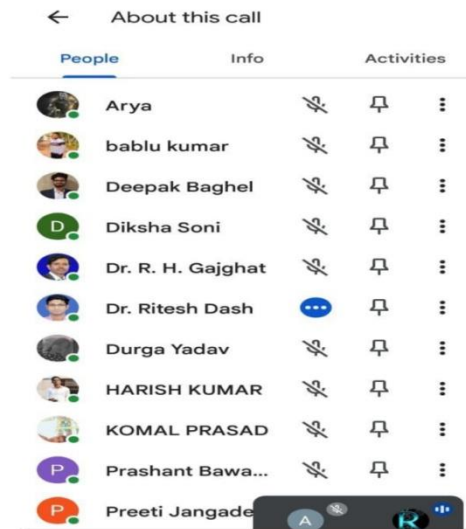 About this call
People Info Activities
Arya
bablu kumar
Deepak Baghel
D Diksha Soni
Dr. R. H. Gajghat
Dr. Ritesh Dash
Durga Yadav
HARISH KUMAR
KOMAL PRASAD
P Prashant Bawa...
P Preeti Jangade
A R